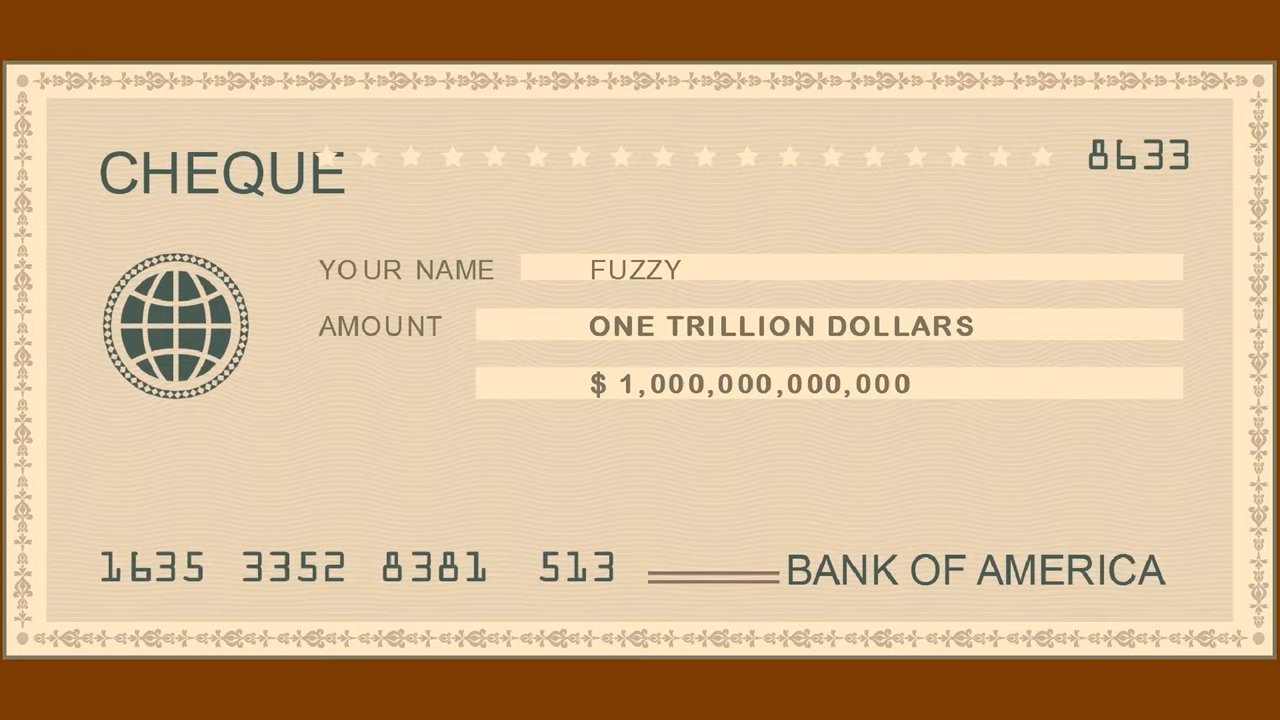 CHEQUE
8633
YOUR NAME FUZZY
AMOUNT ONE TRILLION DOLLARS
$ 1,000,000,000,000
1635 3352 8381 513 BANK OF AMERICA